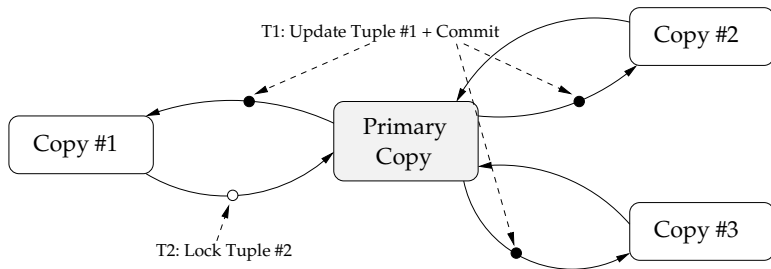 T1: Update Tuple #1 + Commit
Copy #2
Copy #1
Primary
Copy
Copy #3
T2: Lock Tuple #2